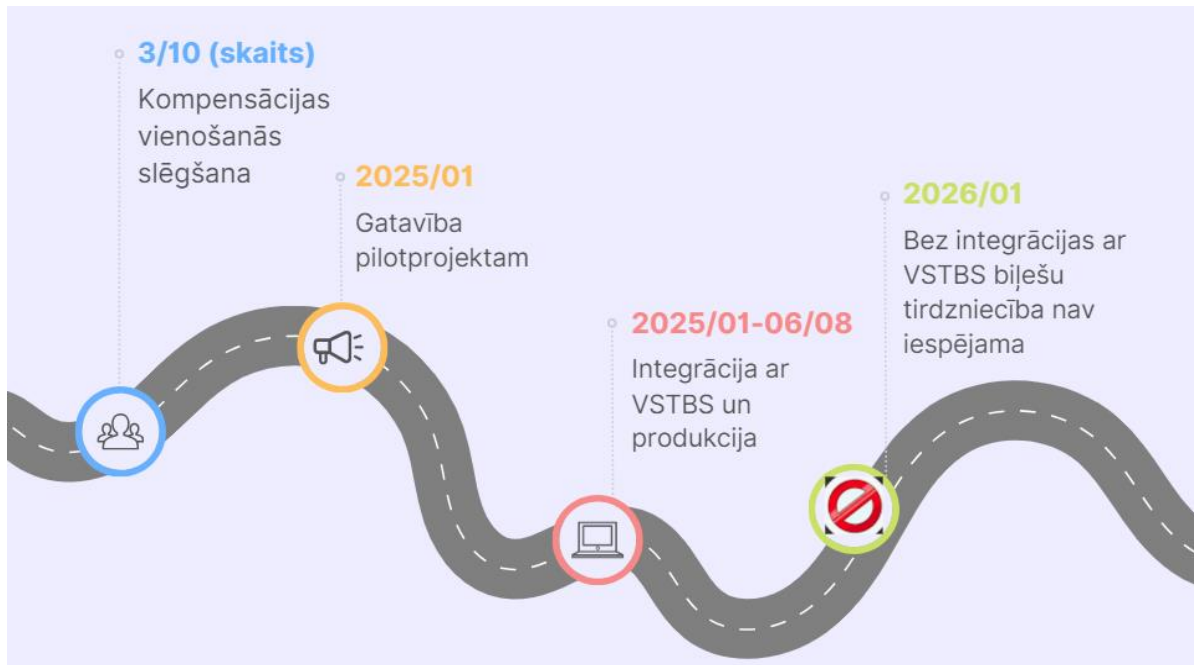 3/10 (skaits)
Kompensācijas
vienošanās
slēgšana
2025/01
Gatavība
pilotprojektam
2025/01-06/08
Integrācija ar
VSTBS un
produkcija
2026/01
Bez integrācijas ar
VSTBS biļešu
tirdzniecība nav
iespējama